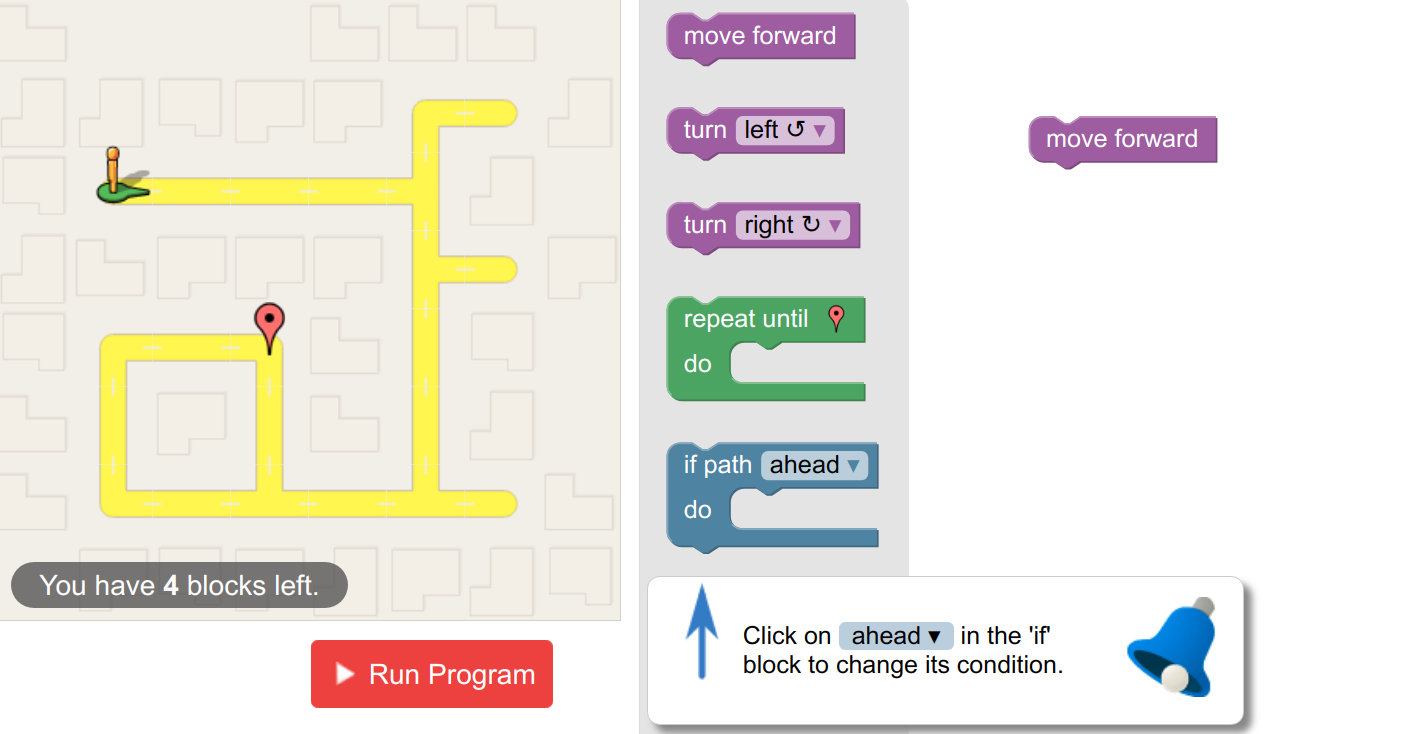 move forward
turn left ↺ ▼
turn right ↻ ▼
repeat until
do
if path ahead ▼
do
move forward
You have 4 blocks left.
Run Program
Click on ahead ▼ in the 'if'
block to change its condition.